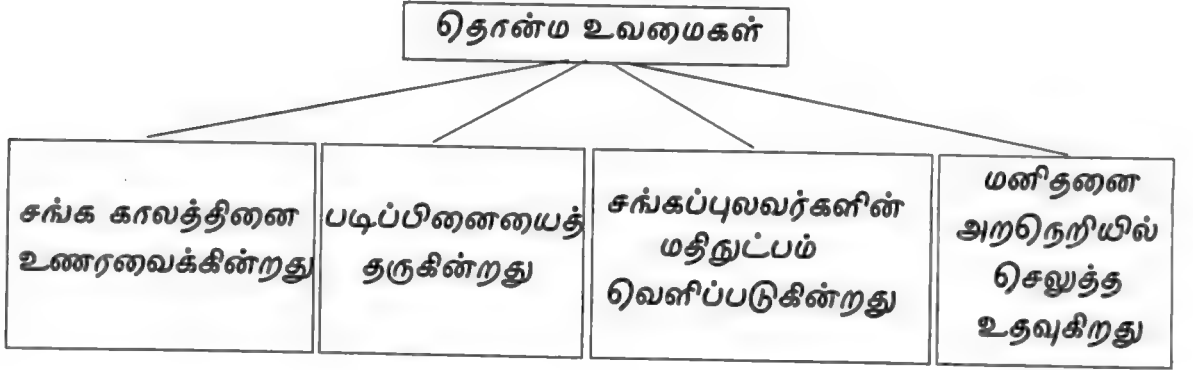 தொன்ம உவமைகள்
சங்க காலத்தினை
உணரவைக்கின்றது
படிப்பினையைத்
தருகின்றது
சங்கப்புலவர்களின்
மதிநுட்பம்
வெளிப்படுகின்றது
மனிதனை
அறநெறியில்
செலுத்த
உதவுகிறது